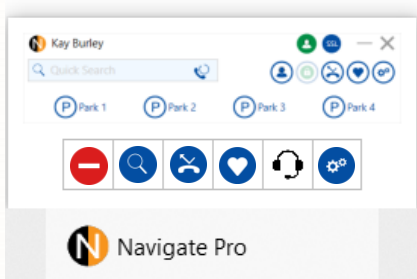 Kay Burley
SSL
Quick Search
P Park 1 P Park 2 P Park 3 P Park 4
N Navigate Pro